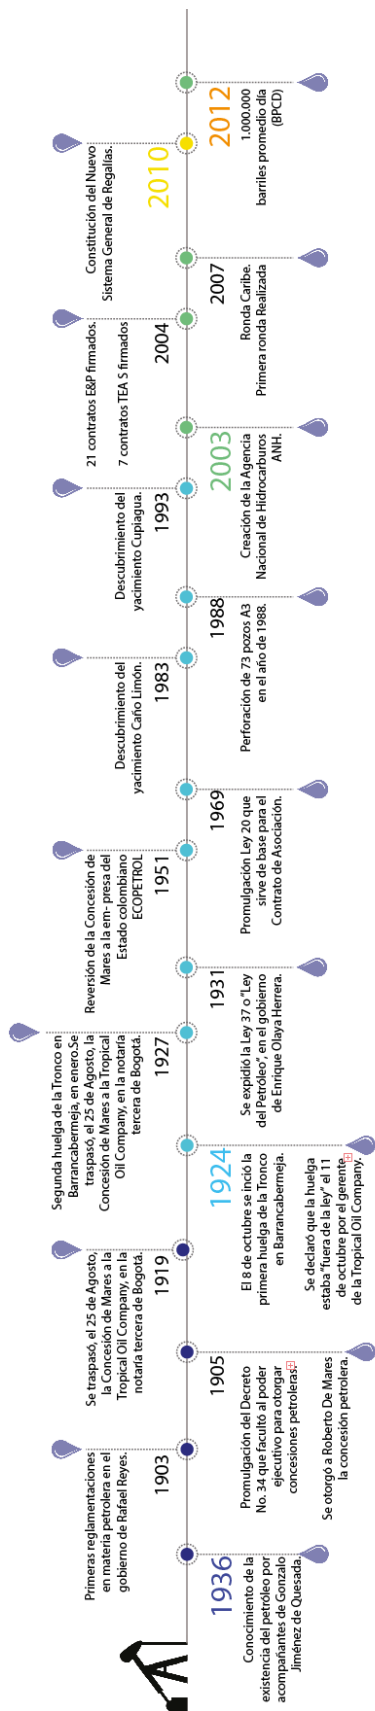 1936
Conocimiento de la
existencia del petróleo por
acompañantes de Gonzalo
Jiménez de Quesada.
Primeras reglamentaciones
en materia petrolera en el
gobierno de Rafael Reyes.
1903
1905
Promulgación del Decreto
No. 34 que facultó al poder
ejecutivo para otorgar
concesiones petroleras.
Se otorgó a Roberto De Mares
la concesión petrolera.
Se traspasó, el 25 de Agosto,
la Concesión de Mares a la
Tropical Oil Company, en la
notaría tercera de Bogotá.
1919
1924
El 8 de octubre se inció la
primera huelga de la Tronco
en Barrancabermeja.
Se declaró que la huelga
estaba "fuera de la ley" el 11
de octubre por el gerente
de la Tropical Oil Company.
Segunda huelga de la Tronco en
Barrancabermeja, en enero.Se
traspasó, el 25 de Agosto, la
Concesión de Mares a la Tropical
Oil Company, en la notaría
tercera de Bogotá.
1927
1931
Se expidió la Ley 37 o "Ley
del Petróleo", en el gobierno
de Enrique Olaya Herrera.
Reversión de la Concesión de
Mares a la em- presa del
Estado colombiano
ECOPETROL
1951
1969
Promulgación Ley 20 que
sirve de base para el
Contrato de Asociación.
Descubrimiento del
yacimiento Caño Limón.
1983
1988
Perforación de 73 pozos A3
en el año de 1988.
Descubrimiento del
yacimiento Cupiagua.
1993
2003
Creación de la Agencia
Nacional de Hidrocarburos
ANH.
21 contratos E&P firmados.
7 contratos TEA S firmados
2004
2007
Ronda Caribe.
Primera ronda Realizada
Constitución del Nuevo
Sistema General de Regalías.
2010
2012
1.000.000
barriles promedio día
(BPCD)